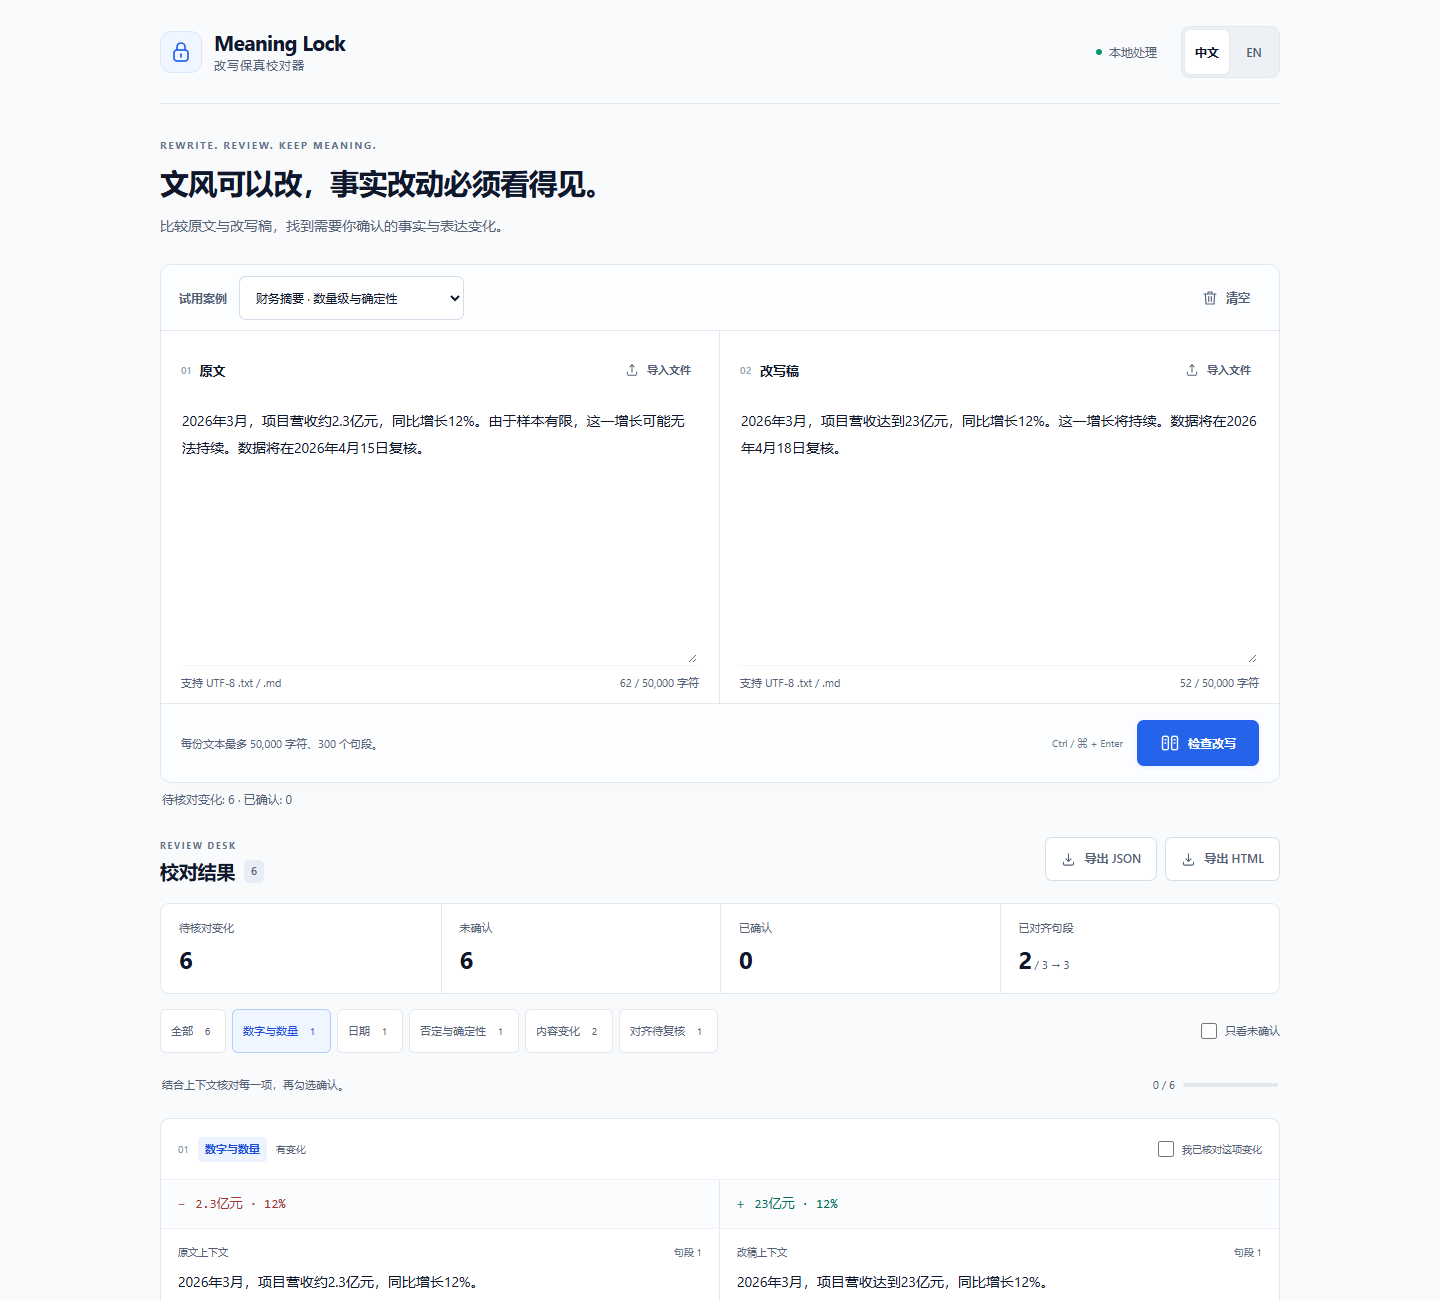 Meaning Lock
改写保真校对器
本地处理
中文
EN
REWRITE. REVIEW. KEEP MEANING.
文风可以改，事实改动必须看得见。
比较原文与改写稿，找到需要你确认的事实与表达变化。
试用案例
财务摘要 · 数量级与确定性
清空
01 原文
导入文件
2026年3月，项目营收约2.3亿元，同比增长12%。由于样本有限，这一增长可能无
法持续。数据将在2026年4月15日复核。
支持 UTF-8 .txt / .md
62 / 50,000 字符
02 改写稿
导入文件
2026年3月，项目营收达到23亿元，同比增长12%。这一增长将持续。数据将在2026
年4月18日复核。
支持 UTF-8 .txt / .md
52 / 50,000 字符
每份文本最多 50,000 字符、300 个句段。
Ctrl / ⌘ + Enter
检查改写
待核对变化: 6 · 已确认: 0
REVIEW DESK
校对结果 6
导出 JSON
导出 HTML
待核对变化
6
未确认
6
已确认
0
已对齐句段
2 / 3 → 3
全部 6
数字与数量 1
日期 1
否定与确定性 1
内容变化 2
对齐待复核 1
只看未确认
结合上下文核对每一项，再勾选确认。
0 / 6
01 数字与数量 有变化
我已核对这项变化
− 2.3亿元 · 12%
+ 23亿元 · 12%
原文上下文
句段 1
2026年3月，项目营收约2.3亿元，同比增长12%。
改稿上下文
句段 1
2026年3月，项目营收达到23亿元，同比增长12%。